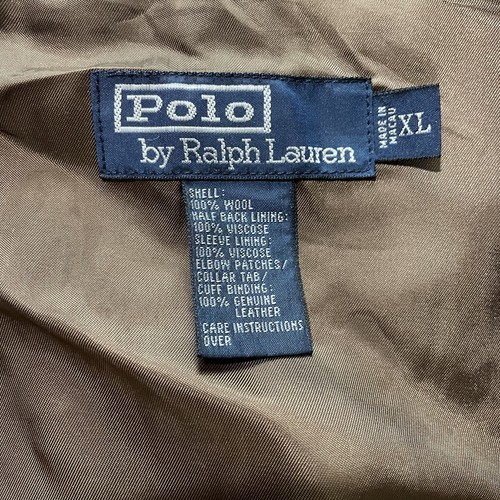 Polo
by Ralph Lauren
MADE IN
MACAU
XL
SHELL:
100% WOOL
HALF BACK LINING:
100% VISCOSE
SLEEVE LINING:
100% VISCOSE
ELBOW PATCHES/
COLLAR TAB/
CUFF BINDING:
100% GENUINE
LEATHER
CARE INSTRUCTIONS
OVER